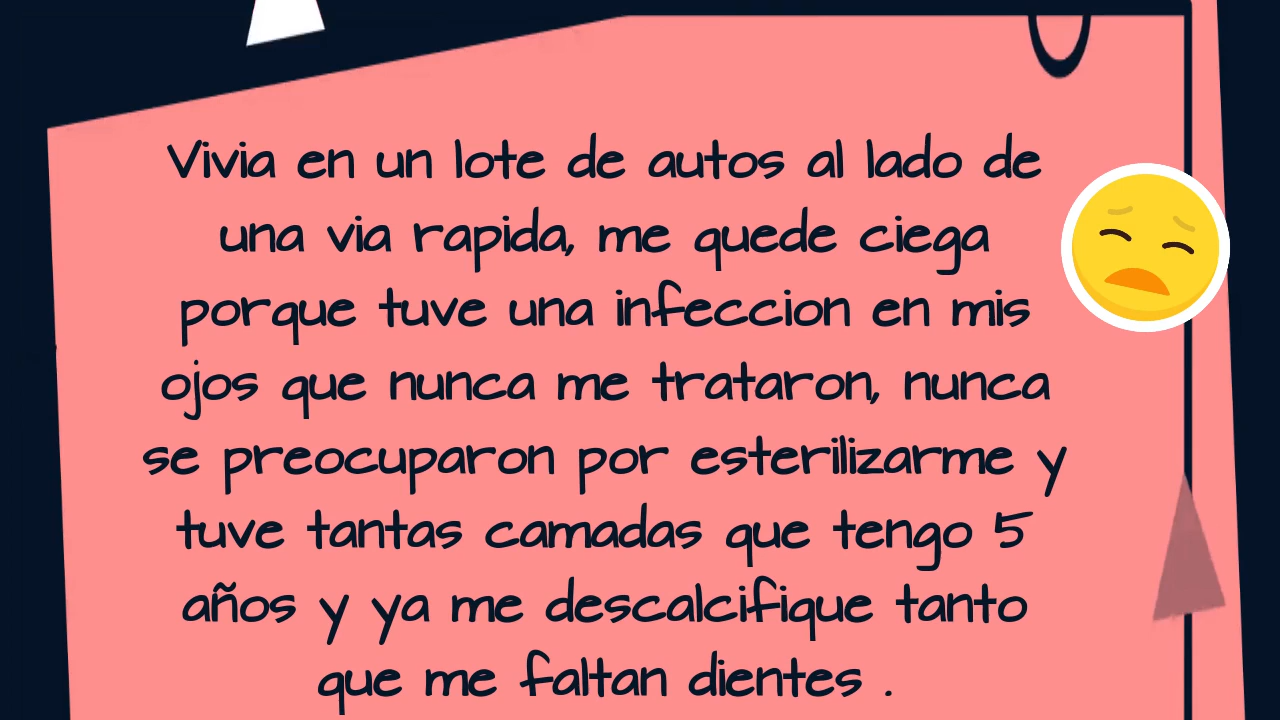 Vivia en un lote de autos al lado de
una via rapida, me quede ciega
porque tuve una infeccion en mis
ojos que nunca me trataron, nunca
se preocuparon por esterilizarme y
tuve tantas camadas que tengo 5
años y ya me descalcifique tanto
que me faltan dientes .